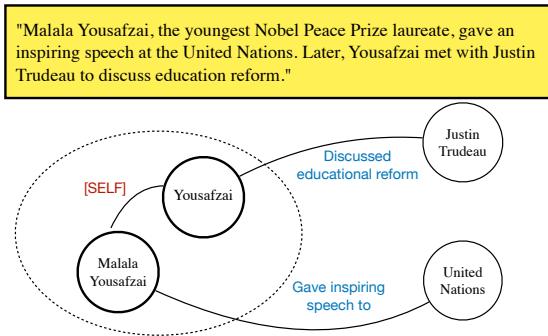 "Malala Yousafzai, the youngest Nobel Peace Prize laureate, gave an
inspiring speech at the United Nations. Later, Yousafzai met with Justin
Trudeau to discuss education reform."
Justin
Trudeau
Discussed
educational reform
[SELF]
Yousafzai
Malala
Yousafzai
Gave inspiring
speech to
United
Nations